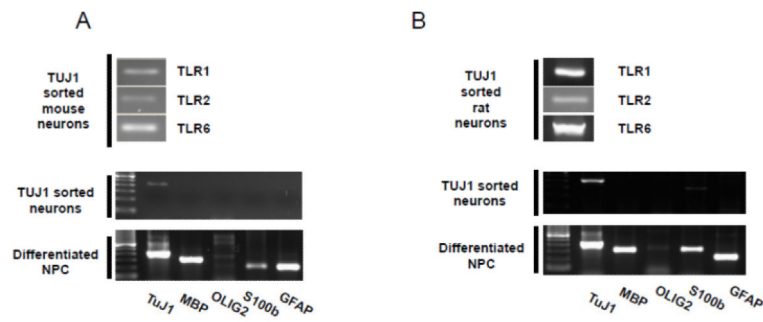 A
TUJ1
sorted
mouse
neurons
TLR1
TLR2
TLR6
TUJ1 sorted
neurons
Differentiated
NPC
TuJ1
MBP
OLIG2
S100b
GFAP
B
TUJ1
sorted
rat
neurons
TLR1
TLR2
TLR6
TUJ1 sorted
neurons
Differentiated
NPC
TuJ1
MBP
OLIG2
S100b
GFAP